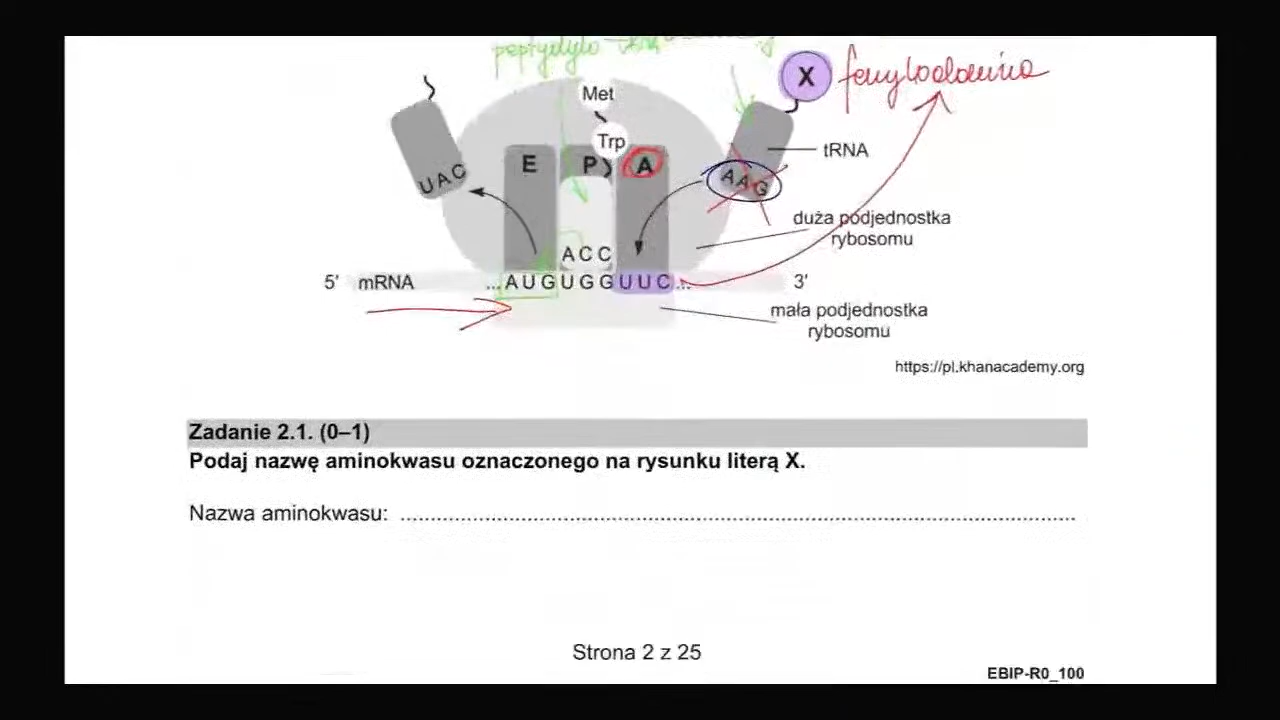 peptydylo
Met
X fenyloalanina
Trp
E P A
tRNA
UAC
AAG
duża podjednostka
rybosomu
ACC
5' mRNA ...AUGUGGUUC... 3'
mała podjednostka
rybosomu
https://pl.khanacademy.org
Zadanie 2.1. (0–1)
Podaj nazwę aminokwasu oznaczonego na rysunku literą X.
Nazwa aminokwasu: ..........................................................................................
Strona 2 z 25
EBIP-R0_100